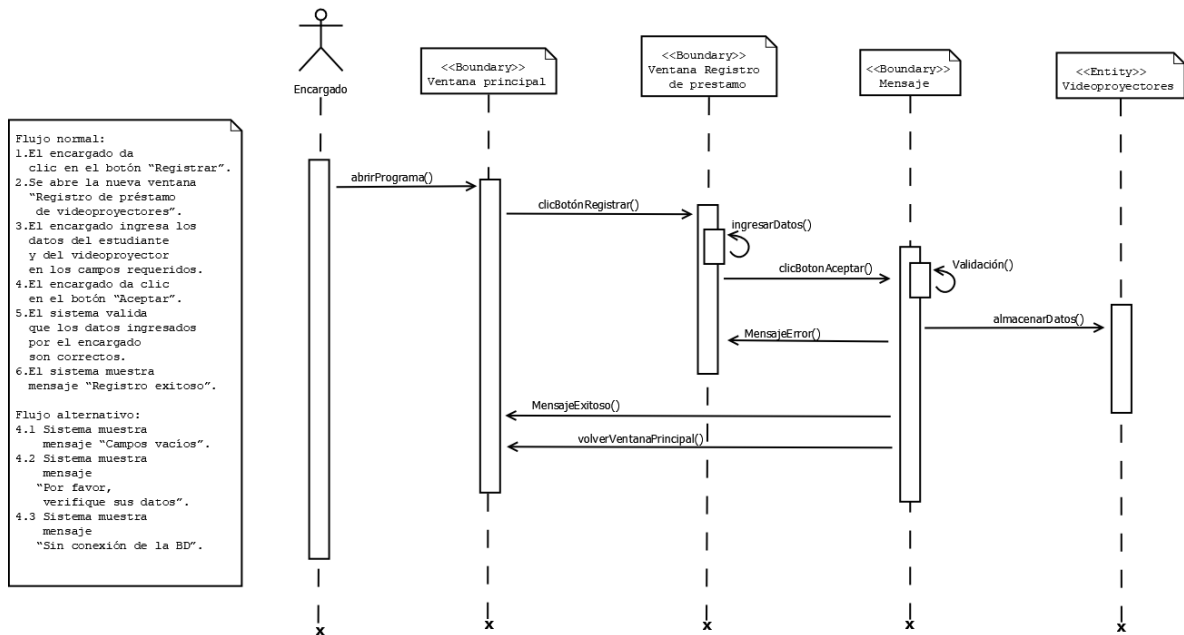 Encargado
<<Boundary>>
Ventana principal
<<Boundary>>
Ventana Registro
de prestamo
<<Boundary>>
Mensaje
<<Entity>>
Videoproyectores
Flujo normal:
1.El encargado da
clic en el botón “Registrar”.
2.Se abre la nueva ventana
“Registro de préstamo
de videoproyectores”.
3.El encargado ingresa los
datos del estudiante
y del videoproyector
en los campos requeridos.
4.El encargado da clic
en el botón “Aceptar”.
5.El sistema valida
que los datos ingresados
por el encargado
son correctos.
6.El sistema muestra
mensaje “Registro exitoso”.
Flujo alternativo:
4.1 Sistema muestra
mensaje “Campos vacíos”.
4.2 Sistema muestra
mensaje
“Por favor,
verifique sus datos”.
4.3 Sistema muestra
mensaje
“Sin conexión de la BD”.
abrirPrograma()
clicBotónRegistrar()
ingresarDatos()
clicBotonAceptar()
Validación()
almacenarDatos()
MensajeError()
MensajeExitoso()
volverVentanaPrincipal()
x
x
x
x
x